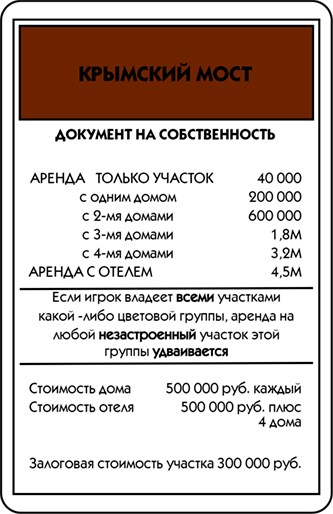 КРЫМСКИЙ МОСТ
ДОКУМЕНТ НА СОБСТВЕННОСТЬ
АРЕНДА ТОЛЬКО УЧАСТОК 40 000
с одним домом 200 000
с 2-мя домами 600 000
с 3-мя домами 1,8М
с 4-мя домами 3,2М
АРЕНДА С ОТЕЛЕМ 4,5М
Если игрок владеет всеми участками
какой -либо цветовой группы, аренда на
любой незастроенный участок этой
группы удваивается
Стоимость дома 500 000 руб. каждый
Стоимость отеля 500 000 руб. плюс
4 дома
Залоговая стоимость участка 300 000 руб.